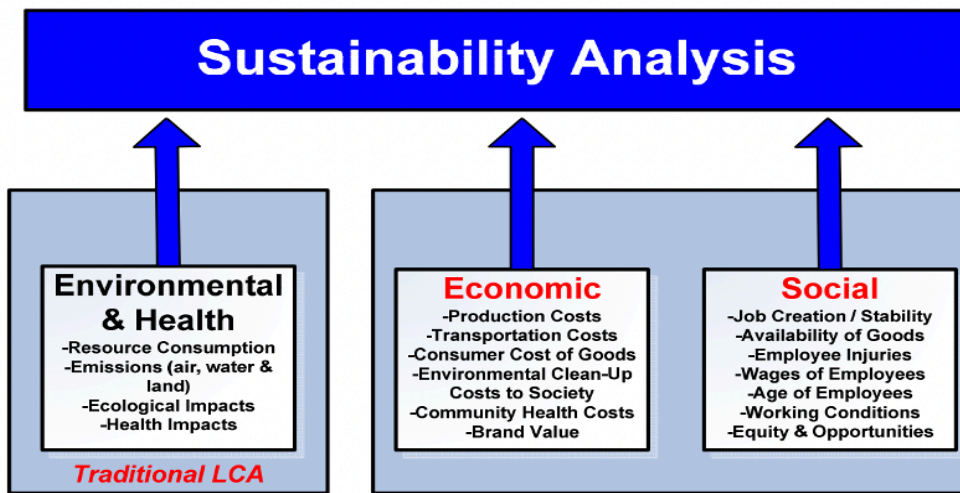 Sustainability Analysis
Environmental
& Health
-Resource Consumption
-Emissions (air, water &
land)
-Ecological Impacts
-Health Impacts
Traditional LCA
Economic
-Production Costs
-Transportation Costs
-Consumer Cost of Goods
-Environmental Clean-Up
Costs to Society
-Community Health Costs
-Brand Value
Social
-Job Creation / Stability
-Availability of Goods
-Employee Injuries
-Wages of Employees
-Age of Employees
-Working Conditions
-Equity & Opportunities